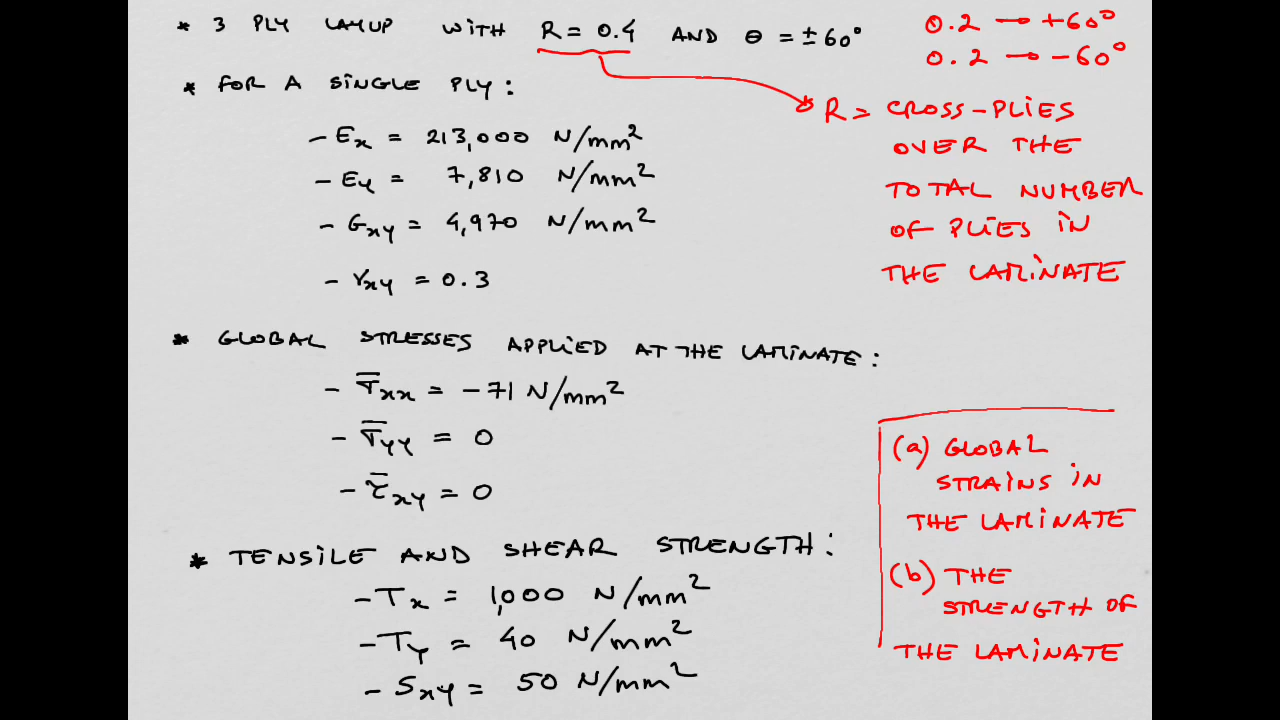 * 3 PLY LAYUP WITH R = 0.4 AND θ = ±60°
0.2 → +60°
0.2 → -60°
* FOR A SINGLE PLY:
R = CROSS-PLIES
OVER THE
TOTAL NUMBER
OF PLIES IN
THE LAMINATE
- Ex = 213,000 N/mm²
- Ey = 7,810 N/mm²
- Gxy = 4,970 N/mm²
- νxy = 0.3
* GLOBAL STRESSES APPLIED AT THE LAMINATE:
- σ̅xx = -71 N/mm²
- σ̅yy = 0
- τ̅xy = 0
(a) GLOBAL
STRAINS IN
THE LAMINATE
(b) THE
STRENGTH OF
THE LAMINATE
* TENSILE AND SHEAR STRENGTH:
- Tx = 1,000 N/mm²
- Ty = 40 N/mm²
- Sxy = 50 N/mm²